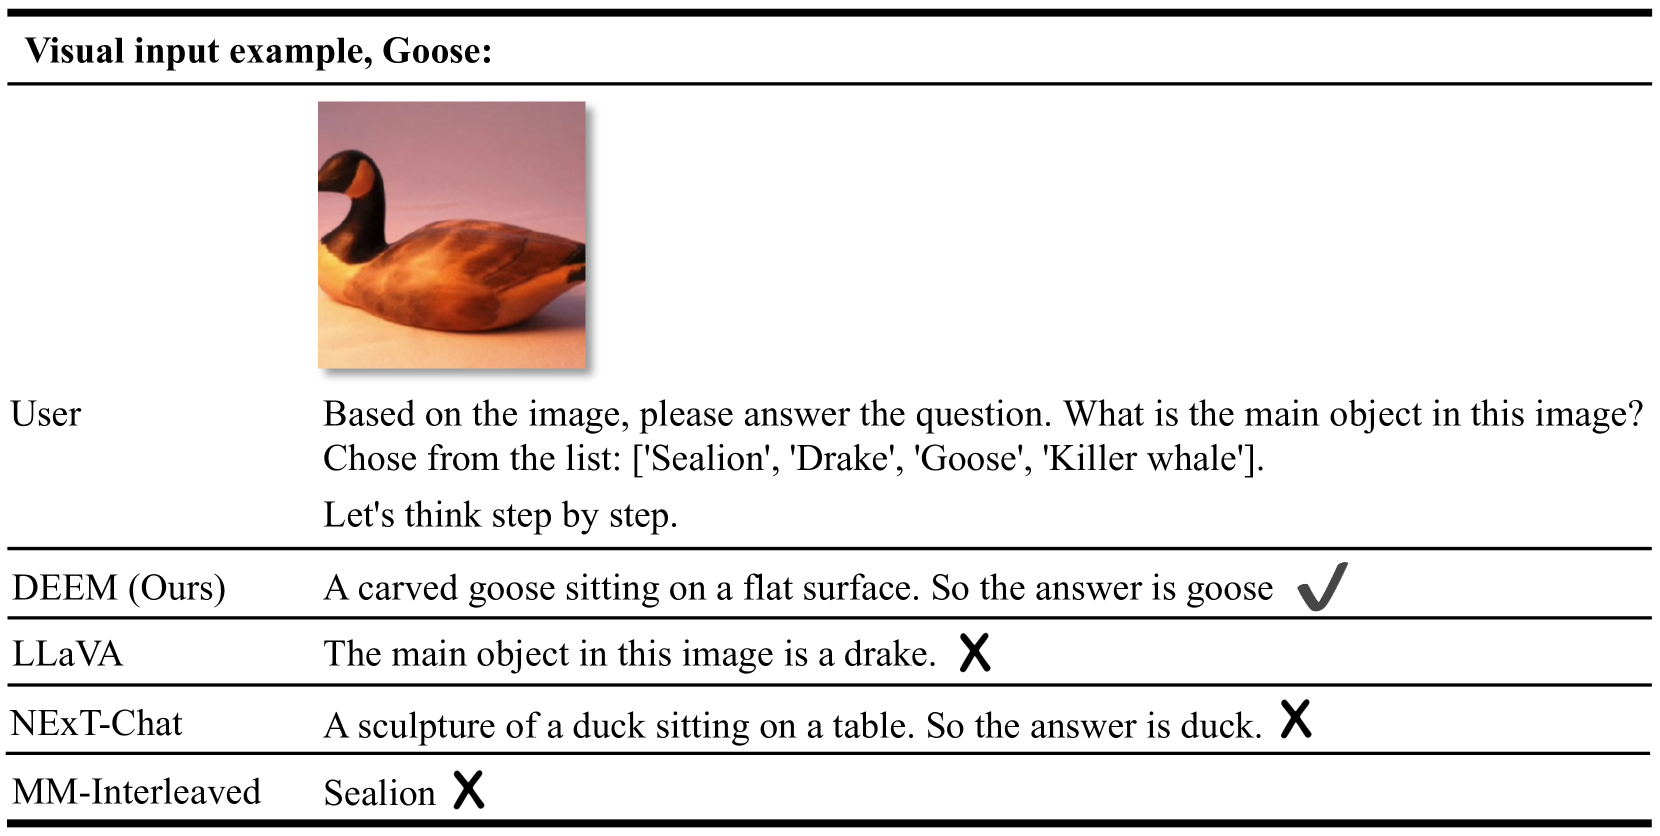 Visual input example, Goose:
User
Based on the image, please answer the question. What is the main object in this image?
Chose from the list: ['Sealion', 'Drake', 'Goose', 'Killer whale'].
Let's think step by step.
DEEM (Ours) A carved goose sitting on a flat surface. So the answer is goose ✓
LLaVA The main object in this image is a drake. ✗
NExT-Chat A sculpture of a duck sitting on a table. So the answer is duck. ✗
MM-Interleaved Sealion ✗